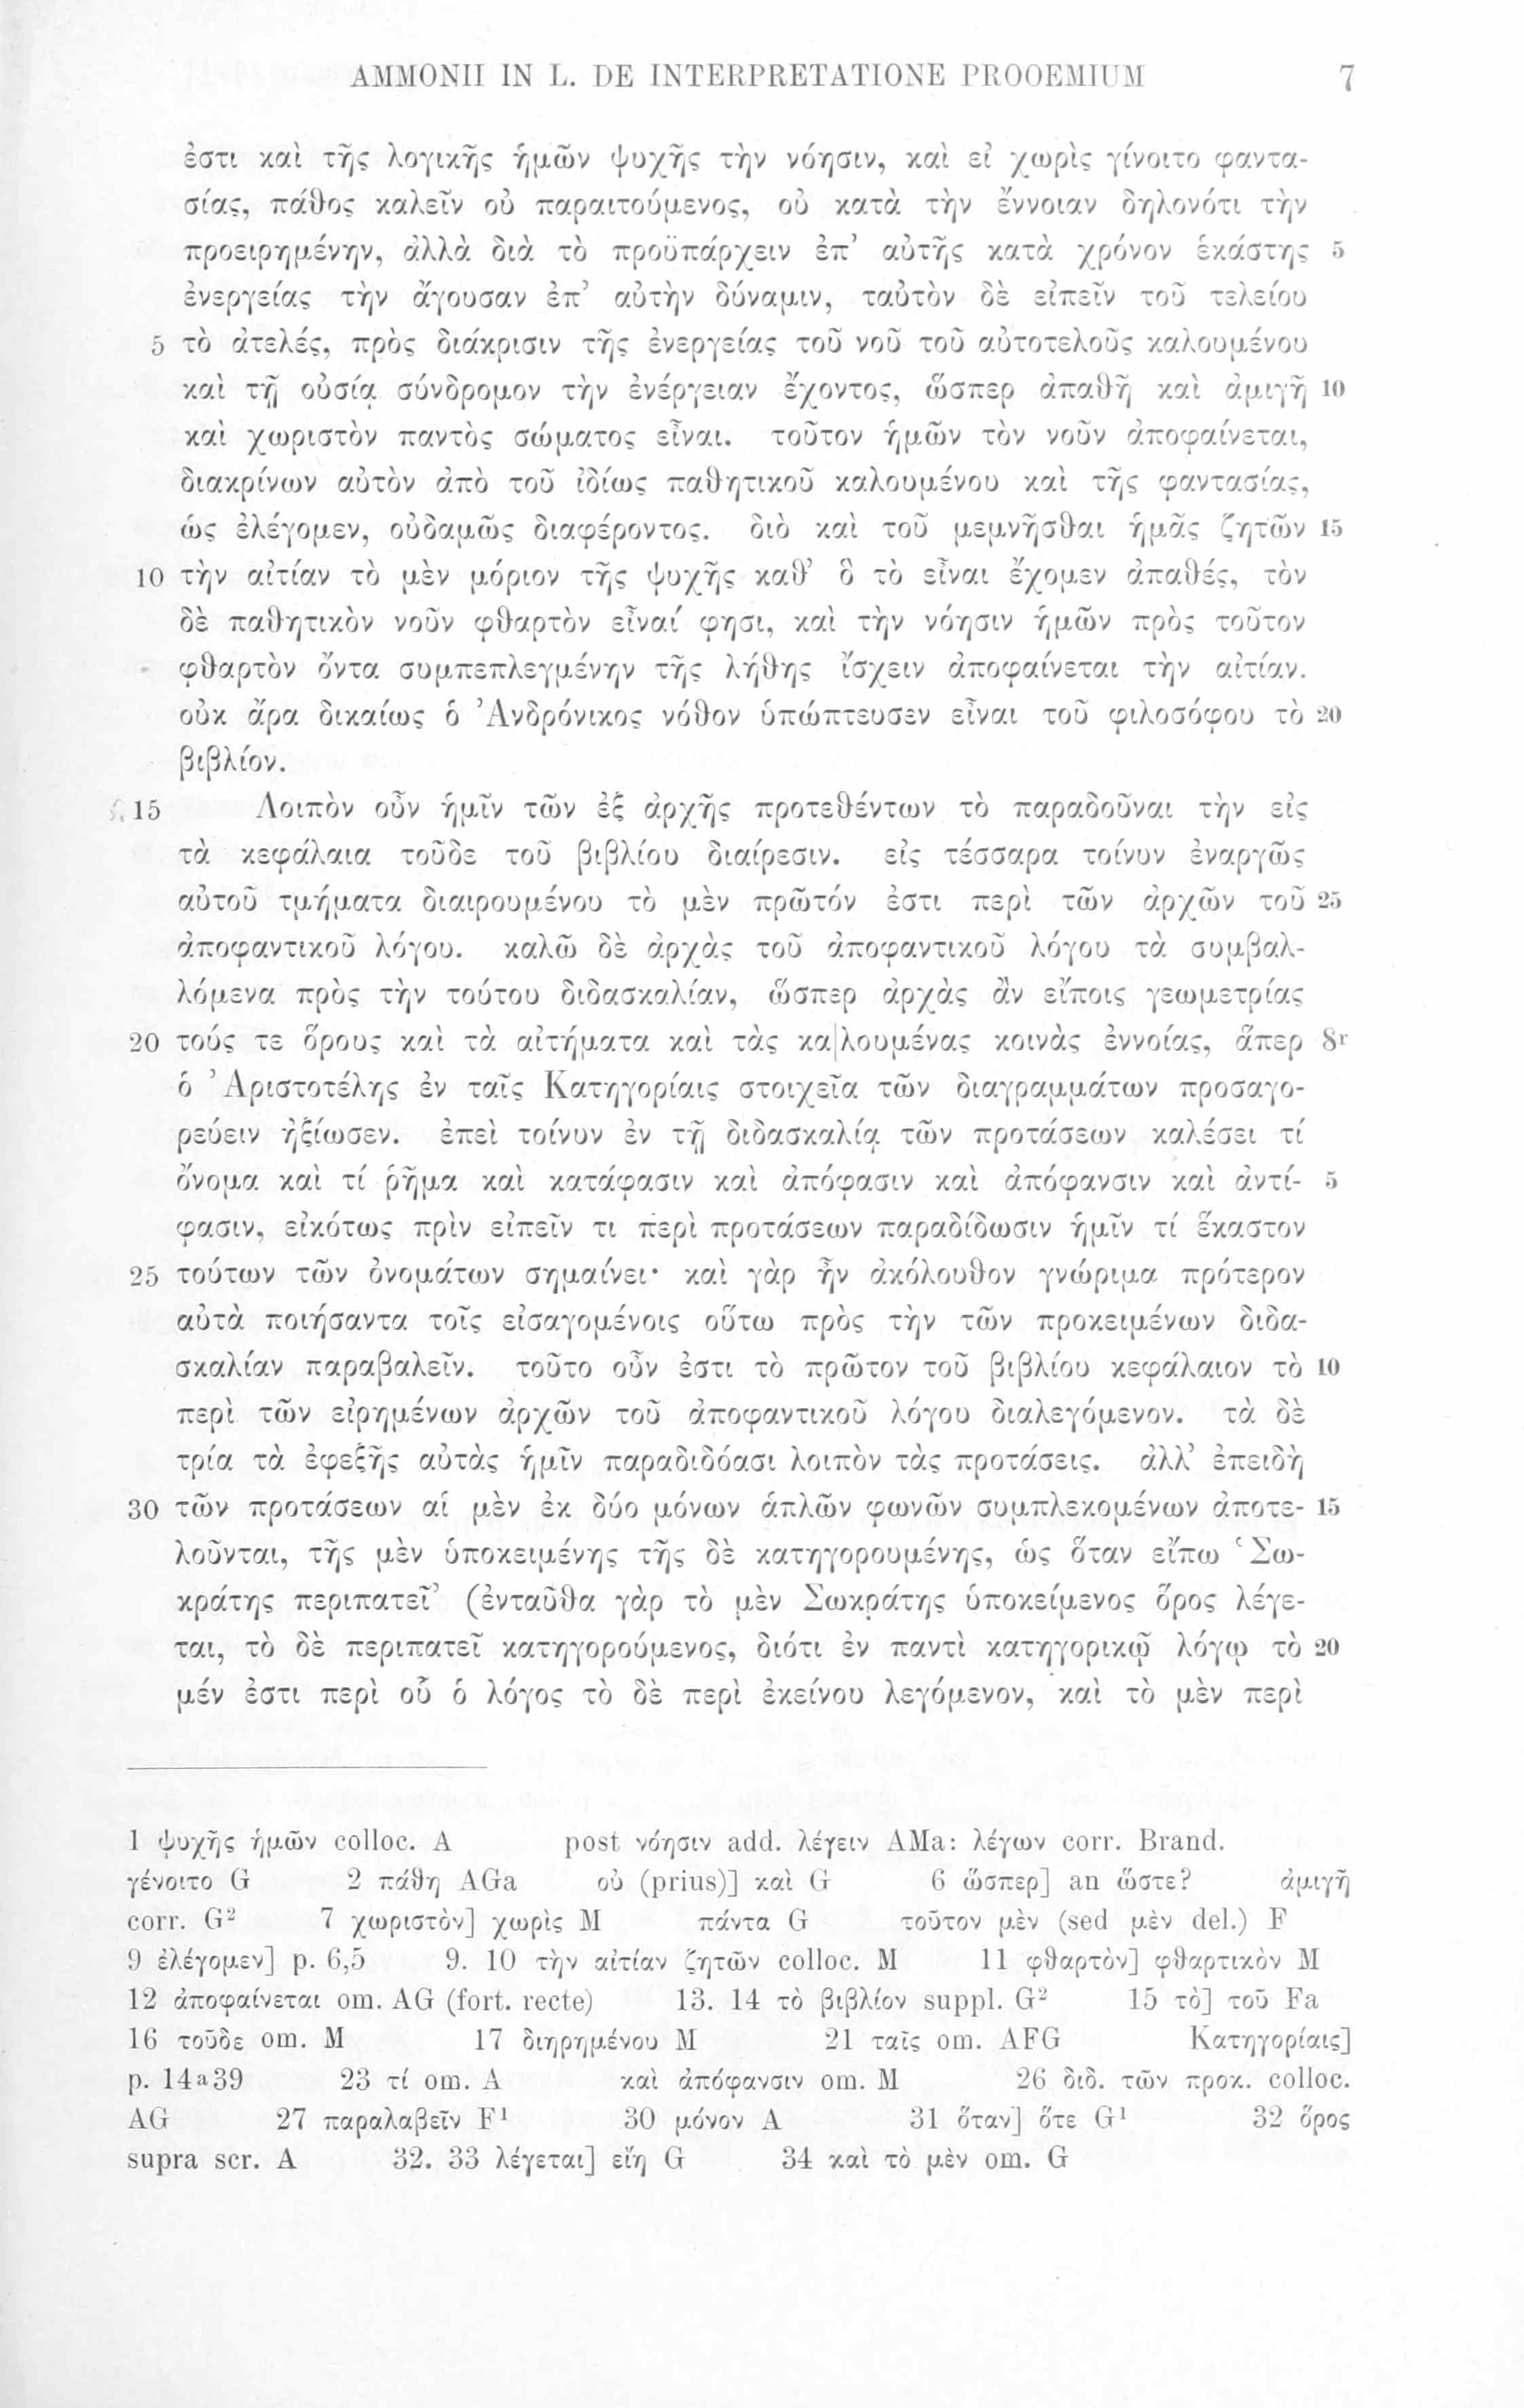 AMMONII IN L. DE INTERPRETATIONE PROOEMIUM 7
ἐστι καὶ τῆς λογικῆς ἡμῶν ψυχῆς τὴν νόησιν, καὶ εἰ χωρὶς γίνοιτο φαντα-
σίας, πάθος καλεῖν οὐ παραιτούμενος, οὐ κατὰ τὴν ἔννοιαν δηλονότι τὴν
προειρημένην, ἀλλὰ διὰ τὸ προϋπάρχειν ἐπ’ αὐτῆς κατὰ χρόνον ἑκάστης 5
ἐνεργείας τὴν ἄγουσαν ἐπ’ αὐτὴν δύναμιν, ταὐτὸν δὲ εἰπεῖν τοῦ τελείου
5 τὸ ἀτελές, πρὸς διάκρισιν τῆς ἐνεργείας τοῦ νοῦ τοῦ αὐτοτελοῦς καλουμένου
καὶ τῇ οὐσίᾳ σύνδρομον τὴν ἐνέργειαν ἔχοντος, ὥσπερ ἀπαθῆ καὶ ἀμιγῆ 10
καὶ χωριστὸν παντὸς σώματος εἶναι. τοῦτον ἡμῶν τὸν νοῦν ἀποφαίνεται,
διακρίνων αὐτὸν ἀπὸ τοῦ ἰδίως παθητικοῦ καλουμένου καὶ τῆς φαντασίας,
ὡς ἐλέγομεν, οὐδαμῶς διαφέροντος. διὸ καὶ τοῦ μεμνῆσθαι ἡμᾶς ζητῶν 15
10 τὴν αἰτίαν τὸ μὲν μόριον τῆς ψυχῆς καθ’ ὃ τὸ εἶναι ἔχομεν ἀπαθές, τὸν
δὲ παθητικὸν νοῦν φθαρτὸν εἶναί φησι, καὶ τὴν νόησιν ἡμῶν πρὸς τοῦτον
φθαρτὸν ὄντα συμπεπλεγμένην τῆς λήθης ἴσχειν ἀποφαίνεται τὴν αἰτίαν.
οὐκ ἄρα δικαίως ὁ Ἀνδρόνικος νόθον ὑπώπτευσεν εἶναι τοῦ φιλοσόφου τὸ 20
βιβλίον.
15 Λοιπὸν οὖν ἡμῖν τῶν ἐξ ἀρχῆς προτεθέντων τὸ παραδοῦναι τὴν εἰς
τὰ κεφάλαια τοῦδε τοῦ βιβλίου διαίρεσιν. εἰς τέσσαρα τοίνυν ἐναργῶς
αὐτοῦ τμήματα διαιρουμένου τὸ μὲν πρῶτόν ἐστι περὶ τῶν ἀρχῶν τοῦ 25
ἀποφαντικοῦ λόγου. καλῶ δὲ ἀρχὰς τοῦ ἀποφαντικοῦ λόγου τὰ συμβαλ-
λόμενα πρὸς τὴν τούτου διδασκαλίαν, ὥσπερ ἀρχὰς ἂν εἴποις γεωμετρίας
20 τούς τε ὅρους καὶ τὰ αἰτήματα καὶ τὰς κα|λουμένας κοινὰς ἐννοίας, ἅπερ 8r
ὁ Ἀριστοτέλης ἐν ταῖς Κατηγορίαις στοιχεῖα τῶν διαγραμμάτων προσαγο-
ρεύειν ἠξίωσεν. ἐπεὶ τοίνυν ἐν τῇ διδασκαλίᾳ τῶν προτάσεων καλέσει τί
ὄνομα καὶ τί ῥῆμα καὶ κατάφασιν καὶ ἀπόφασιν καὶ ἀπόφανσιν καὶ ἀντί- 5
φασιν, εἰκότως πρὶν εἰπεῖν τι περὶ προτάσεων παραδίδωσιν ἡμῖν τί ἕκαστον
25 τούτων τῶν ὀνομάτων σημαίνει· καὶ γὰρ ἦν ἀκόλουθον γνώριμα πρότερον
αὐτὰ ποιήσαντα τοῖς εἰσαγομένοις οὕτω πρὸς τὴν τῶν προκειμένων διδα-
σκαλίαν παραβαλεῖν. τοῦτο οὖν ἐστι τὸ πρῶτον τοῦ βιβλίου κεφάλαιον τὸ 10
περὶ τῶν εἰρημένων ἀρχῶν τοῦ ἀποφαντικοῦ λόγου διαλεγόμενον. τὰ δὲ
τρία τὰ ἐφεξῆς αὐτὰς ἡμῖν παραδιδόασι λοιπὸν τὰς προτάσεις. ἀλλ’ ἐπειδὴ
30 τῶν προτάσεων αἱ μὲν ἐκ δύο μόνων ἁπλῶν φωνῶν συμπλεκομένων ἀποτε- 15
λοῦνται, τῆς μὲν ὑποκειμένης τῆς δὲ κατηγορουμένης, ὡς ὅταν εἴπω ‘Σω-
κράτης περιπατεῖ’ (ἐνταῦθα γὰρ τὸ μὲν Σωκράτης ὑποκείμενος ὅρος λέγε-
ται, τὸ δὲ περιπατεῖ κατηγορούμενος, διότι ἐν παντὶ κατηγορικῷ λόγῳ τὸ 20
μέν ἐστι περὶ οὗ ὁ λόγος τὸ δὲ περὶ ἐκείνου λεγόμενον, καὶ τὸ μὲν περὶ
1 ψυχῆς ἡμῶν colloc. A post νόησιν add. λέγειν AMa: λέγων corr. Brand.
γένοιτο G 2 πάθη AGa οὐ (prius)] καὶ G 6 ὥσπερ] an ὥστε? ἀμιγῆ
corr. G² 7 χωριστὸν] χωρὶς M πάντα G τοῦτον μὲν (sed μὲν del.) F
9 ἐλέγομεν] p. 6,5 9. 10 τὴν αἰτίαν ζητῶν colloc. M 11 φθαρτὸν] φθαρτικὸν M
12 ἀποφαίνεται om. AG (fort. recte) 13. 14 τὸ βιβλίον suppl. G² 15 τὸ] τοῦ Fa
16 τοῦδε om. M 17 διῃρημένου M 21 ταῖς om. AFG Κατηγορίαις]
p. 14ª39 23 τί om. A καὶ ἀπόφανσιν om. M 26 διδ. τῶν προκ. colloc.
AG 27 παραλαβεῖν F¹ 30 μόνον A 31 ὅταν] ὅτε G¹ 32 ὅρος
supra scr. A 32. 33 λέγεται] εἴη G 34 καὶ τὸ μὲν om. G